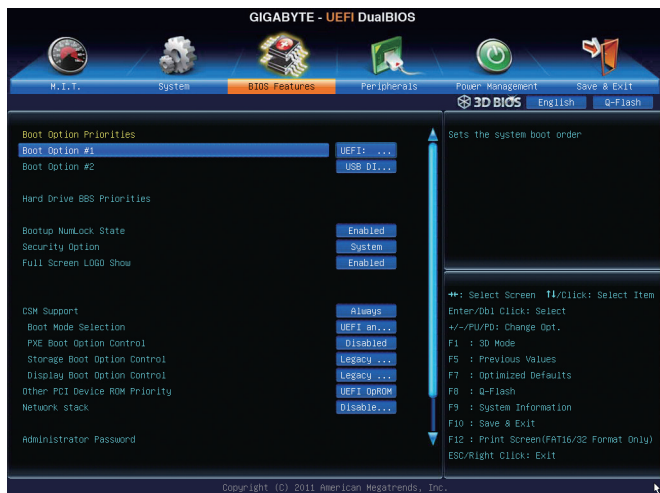 GIGABYTE - UEFI DualBIOS
M.I.T. System BIOS Features Peripherals Power Management Save & Exit
3D BIOS English Q-Flash
Boot Option Priorities
Boot Option #1 UEFI: ...
Boot Option #2 USB DI...
Hard Drive BBS Priorities
Bootup NumLock State Enabled
Security Option System
Full Screen LOGO Show Enabled
CSM Support Always
Boot Mode Selection UEFI an...
PXE Boot Option Control Disabled
Storage Boot Option Control Legacy ...
Display Boot Option Control Legacy ...
Other PCI Device ROM Priority UEFI OpROM
Network stack Disable...
Administrator Password
Sets the system boot order
→←: Select Screen ↑↓/Click: Select Item
Enter/Dbl Click: Select
+/-/PU/PD: Change Opt.
F1 : 3D Mode
F5 : Previous Values
F7 : Optimized Defaults
F8 : Q-Flash
F9 : System Information
F10 : Save & Exit
F12 : Print Screen(FAT16/32 Format Only)
ESC/Right Click: Exit
Copyright (C) 2011 American Megatrends, Inc.